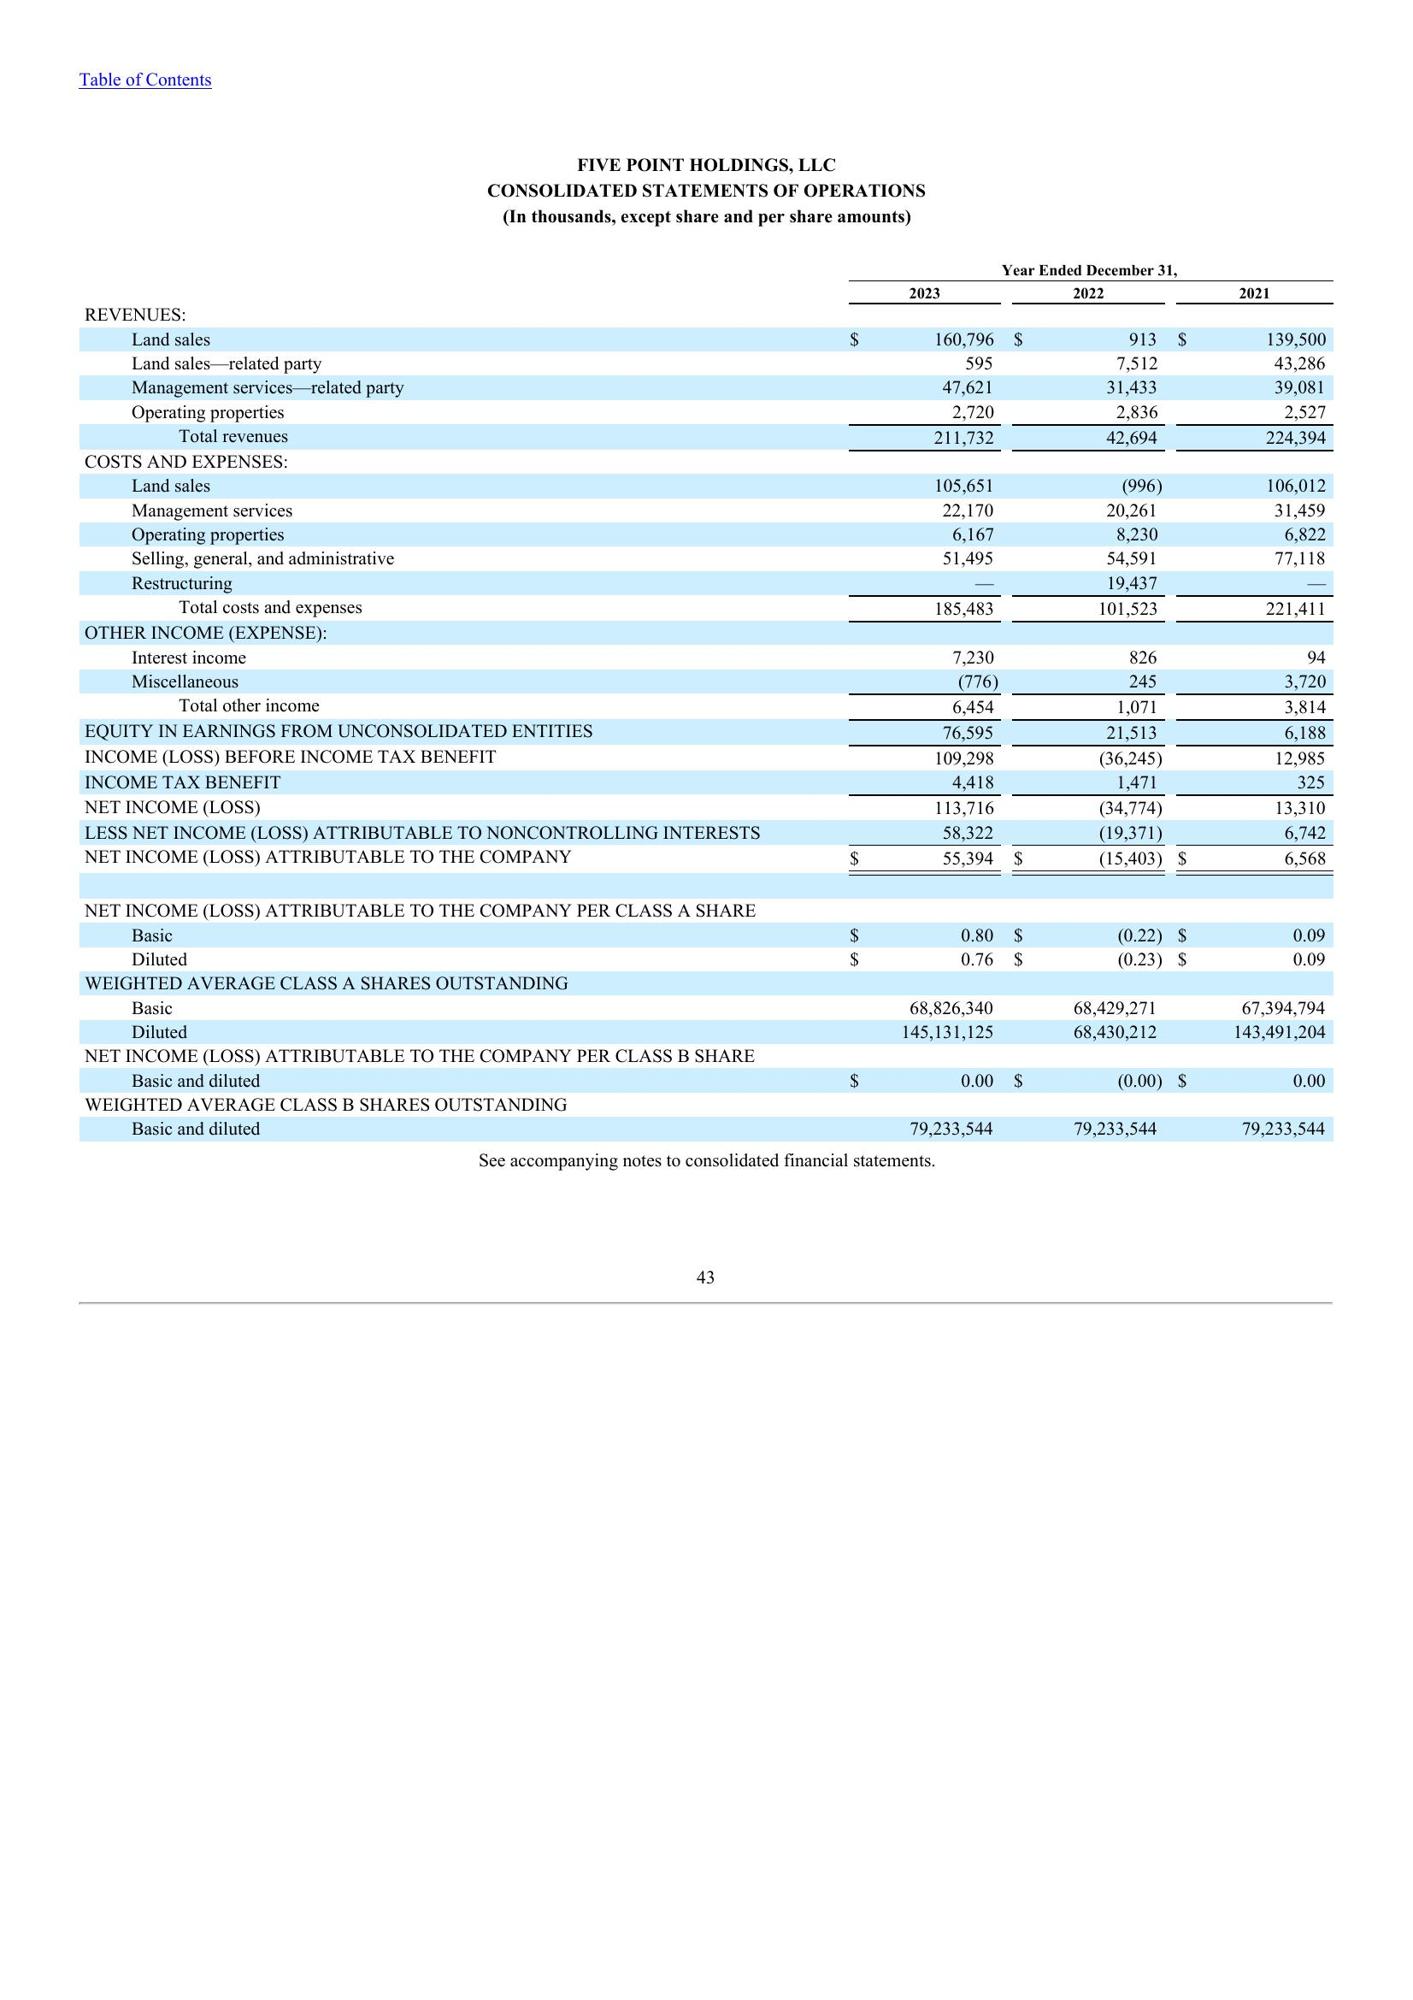 Table of Contents
FIVE POINT HOLDINGS, LLC
CONSOLIDATED STATEMENTS OF OPERATIONS
(In thousands, except share and per share amounts)
Year Ended December 31,
2023 2022 2021
REVENUES:
Land sales $ 160,796 $ 913 $ 139,500
Land sales—related party 595 7,512 43,286
Management services—related party 47,621 31,433 39,081
Operating properties 2,720 2,836 2,527
Total revenues 211,732 42,694 224,394
COSTS AND EXPENSES:
Land sales 105,651 (996) 106,012
Management services 22,170 20,261 31,459
Operating properties 6,167 8,230 6,822
Selling, general, and administrative 51,495 54,591 77,118
Restructuring — 19,437 —
Total costs and expenses 185,483 101,523 221,411
OTHER INCOME (EXPENSE):
Interest income 7,230 826 94
Miscellaneous (776) 245 3,720
Total other income 6,454 1,071 3,814
EQUITY IN EARNINGS FROM UNCONSOLIDATED ENTITIES 76,595 21,513 6,188
INCOME (LOSS) BEFORE INCOME TAX BENEFIT 109,298 (36,245) 12,985
INCOME TAX BENEFIT 4,418 1,471 325
NET INCOME (LOSS) 113,716 (34,774) 13,310
LESS NET INCOME (LOSS) ATTRIBUTABLE TO NONCONTROLLING INTERESTS 58,322 (19,371) 6,742
NET INCOME (LOSS) ATTRIBUTABLE TO THE COMPANY $ 55,394 $ (15,403) $ 6,568
NET INCOME (LOSS) ATTRIBUTABLE TO THE COMPANY PER CLASS A SHARE
Basic $ 0.80 $ (0.22) $ 0.09
Diluted $ 0.76 $ (0.23) $ 0.09
WEIGHTED AVERAGE CLASS A SHARES OUTSTANDING
Basic 68,826,340 68,429,271 67,394,794
Diluted 145,131,125 68,430,212 143,491,204
NET INCOME (LOSS) ATTRIBUTABLE TO THE COMPANY PER CLASS B SHARE
Basic and diluted $ 0.00 $ (0.00) $ 0.00
WEIGHTED AVERAGE CLASS B SHARES OUTSTANDING
Basic and diluted 79,233,544 79,233,544 79,233,544
See accompanying notes to consolidated financial statements.
43